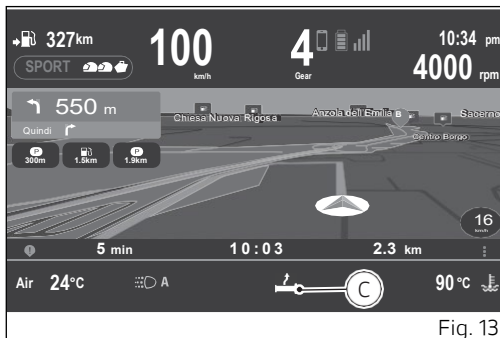 327km
100
km/h
4
Gear
10:34 pm
4000 rpm
SPORT
550 m
Quindi
Chiesa Nuova Rigosa
Anzola dell'Emilia B
Sacerno
Centro Borgo
P
300m
1.5km
P
1.9km
16
km/h
5 min
10:03
2.3 km
Air 24°C
A
C
90°C
Fig. 13